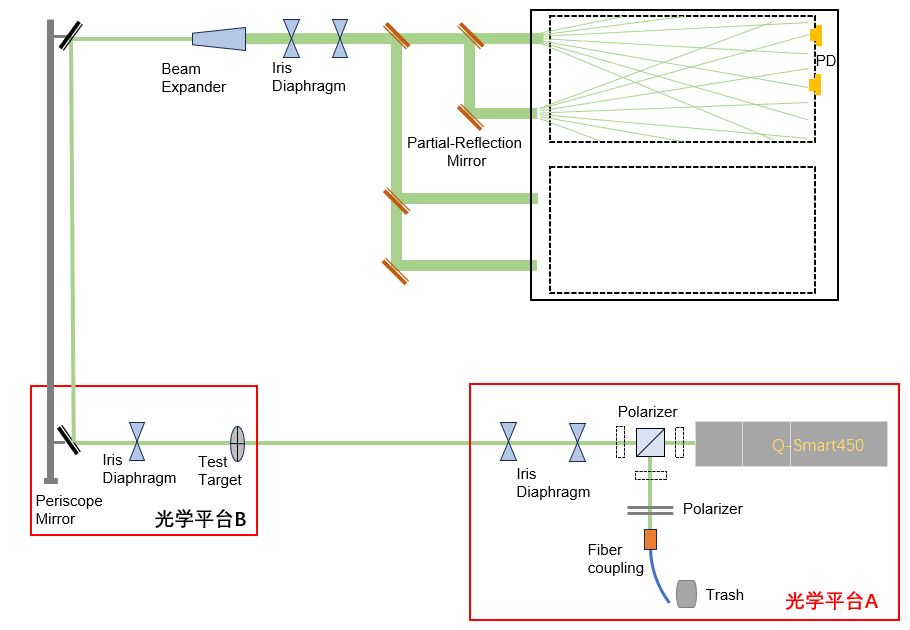 Beam
Expander
Iris
Diaphragm
PD
Partial-Reflection
Mirror
Iris
Diaphragm
Test
Target
Periscope
Mirror
光学平台B
Polarizer
Q-Smart450
Iris
Diaphragm
Polarizer
Fiber
coupling
Trash
光学平台A